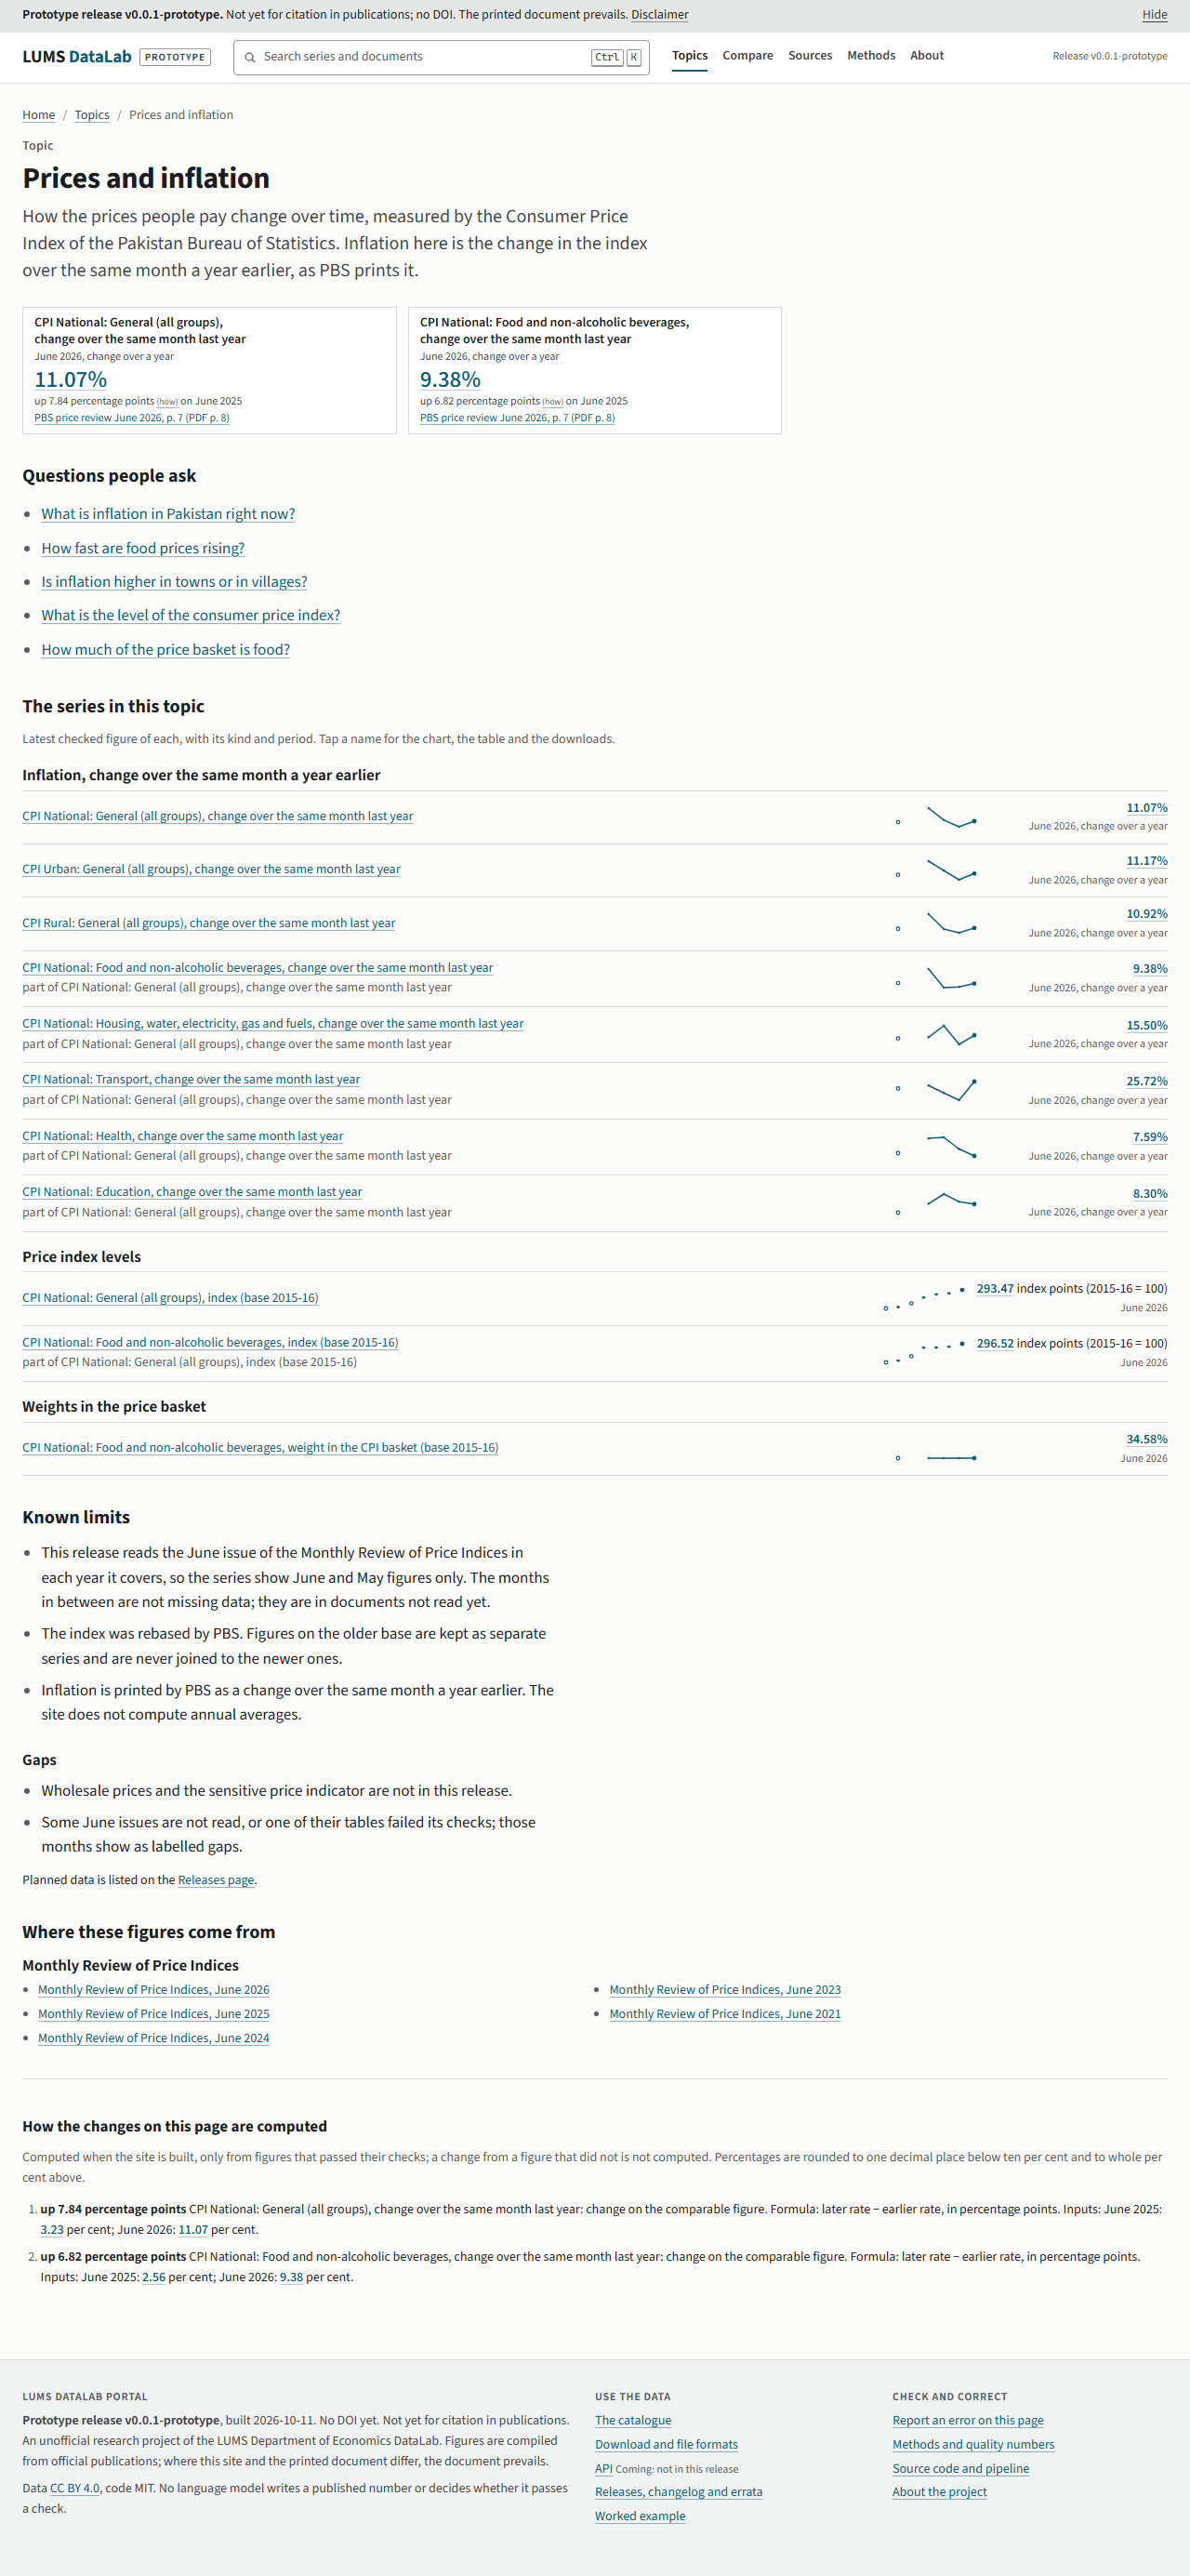 Prototype release v0.0.1-prototype. Not yet for citation in publications; no DOI. The printed document prevails. Disclaimer
Hide
LUMS DataLab PROTOTYPE
Search series and documents
Ctrl K
Topics Compare Sources Methods About
Release v0.0.1-prototype
Home / Topics / Prices and inflation
Topic
Prices and inflation
How the prices people pay change over time, measured by the Consumer Price
Index of the Pakistan Bureau of Statistics. Inflation here is the change in the index
over the same month a year earlier, as PBS prints it.
CPI National: General (all groups),
change over the same month last year
June 2026, change over a year
11.07%
up 7.84 percentage points (how) on June 2025
PBS price review June 2026, p. 7 (PDF p. 8)
CPI National: Food and non-alcoholic beverages,
change over the same month last year
June 2026, change over a year
9.38%
up 6.82 percentage points (how) on June 2025
PBS price review June 2026, p. 7 (PDF p. 8)
Questions people ask
What is inflation in Pakistan right now?
How fast are food prices rising?
Is inflation higher in towns or in villages?
What is the level of the consumer price index?
How much of the price basket is food?
The series in this topic
Latest checked figure of each, with its kind and period. Tap a name for the chart, the table and the downloads.
Inflation, change over the same month a year earlier
CPI National: General (all groups), change over the same month last year
11.07%
June 2026, change over a year
CPI Urban: General (all groups), change over the same month last year
11.17%
June 2026, change over a year
CPI Rural: General (all groups), change over the same month last year
10.92%
June 2026, change over a year
CPI National: Food and non-alcoholic beverages, change over the same month last year
part of CPI National: General (all groups), change over the same month last year
9.38%
June 2026, change over a year
CPI National: Housing, water, electricity, gas and fuels, change over the same month last year
part of CPI National: General (all groups), change over the same month last year
15.50%
June 2026, change over a year
CPI National: Transport, change over the same month last year
part of CPI National: General (all groups), change over the same month last year
25.72%
June 2026, change over a year
CPI National: Health, change over the same month last year
part of CPI National: General (all groups), change over the same month last year
7.59%
June 2026, change over a year
CPI National: Education, change over the same month last year
part of CPI National: General (all groups), change over the same month last year
8.30%
June 2026, change over a year
Price index levels
CPI National: General (all groups), index (base 2015-16)
293.47 index points (2015-16 = 100)
June 2026
CPI National: Food and non-alcoholic beverages, index (base 2015-16)
part of CPI National: General (all groups), index (base 2015-16)
296.52 index points (2015-16 = 100)
June 2026
Weights in the price basket
CPI National: Food and non-alcoholic beverages, weight in the CPI basket (base 2015-16)
34.58%
June 2026
Known limits
This release reads the June issue of the Monthly Review of Price Indices in
each year it covers, so the series show June and May figures only. The months
in between are not missing data; they are in documents not read yet.
The index was rebased by PBS. Figures on the older base are kept as separate
series and are never joined to the newer ones.
Inflation is printed by PBS as a change over the same month a year earlier. The
site does not compute annual averages.
Gaps
Wholesale prices and the sensitive price indicator are not in this release.
Some June issues are not read, or one of their tables failed its checks; those
months show as labelled gaps.
Planned data is listed on the Releases page.
Where these figures come from
Monthly Review of Price Indices
Monthly Review of Price Indices, June 2026
Monthly Review of Price Indices, June 2025
Monthly Review of Price Indices, June 2024
Monthly Review of Price Indices, June 2023
Monthly Review of Price Indices, June 2021
How the changes on this page are computed
Computed when the site is built, only from figures that passed their checks; a change from a figure that did not is not computed. Percentages are rounded to one decimal place below ten per cent and to whole per
cent above.
1. up 7.84 percentage points CPI National: General (all groups), change over the same month last year: change on the comparable figure. Formula: later rate − earlier rate, in percentage points. Inputs: June 2025:
3.23 per cent; June 2026: 11.07 per cent.
2. up 6.82 percentage points CPI National: Food and non-alcoholic beverages, change over the same month last year: change on the comparable figure. Formula: later rate − earlier rate, in percentage points.
Inputs: June 2025: 2.56 per cent; June 2026: 9.38 per cent.
LUMS DATALAB PORTAL
Prototype release v0.0.1-prototype, built 2026-10-11. No DOI yet. Not yet for citation in publications.
An unofficial research project of the LUMS Department of Economics DataLab. Figures are compiled
from official publications; where this site and the printed document differ, the document prevails.
Data CC BY 4.0, code MIT. No language model writes a published number or decides whether it passes
a check.
USE THE DATA
The catalogue
Download and file formats
API Coming: not in this release
Releases, changelog and errata
Worked example
CHECK AND CORRECT
Report an error on this page
Methods and quality numbers
Source code and pipeline
About the project